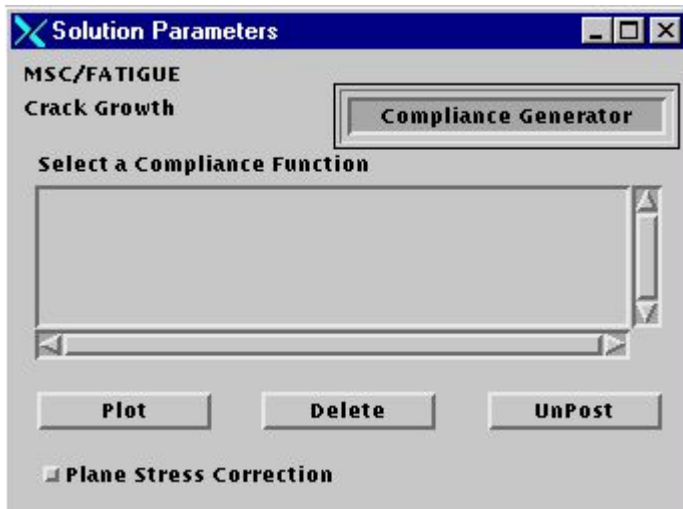 Solution Parameters
MSC/FATIGUE
Crack Growth
Compliance Generator
Select a Compliance Function
Plot Delete UnPost
Plane Stress Correction